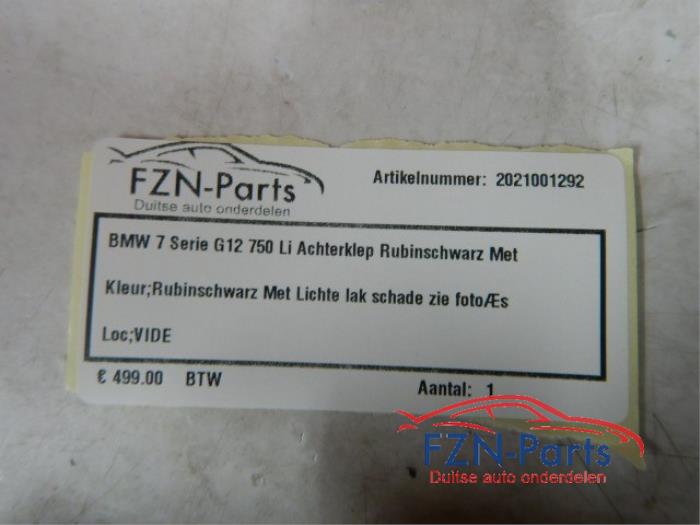 FZN-Parts
Duitse auto onderdelen
Artikelnummer: 2021001292
BMW 7 Serie G12 750 Li Achterklep Rubinschwarz Met
Kleur;Rubinschwarz Met Lichte lak schade zie fotoÆs
Loc;VIDE
€ 499.00 BTW
Aantal: 1
FZN-Parts
Duitse auto onderdelen